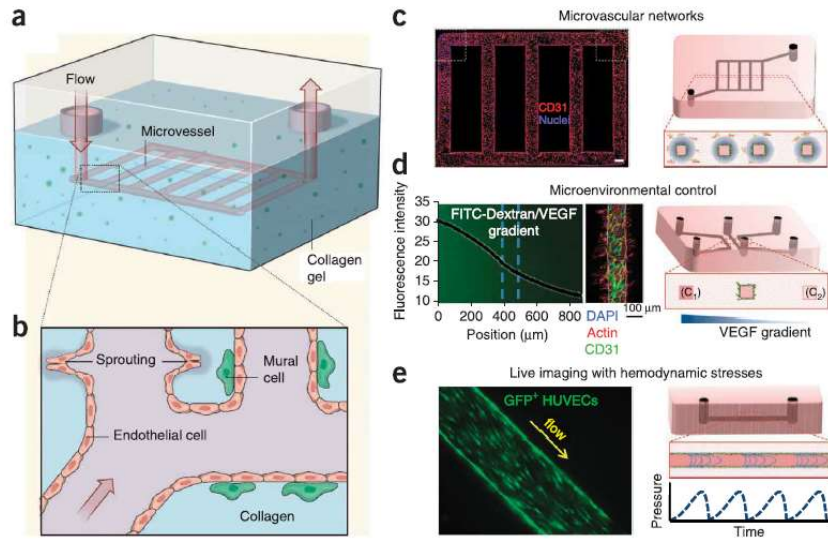 a
Flow
Microvessel
Collagen
gel
b
Sprouting
Mural
cell
Endothelial cell
Collagen
c
Microvascular networks
CD31
Nuclei
d
Microenvironmental control
Fluorescence intensity
35
30
25
20
15
10
FITC-Dextran/VEGF
gradient
0
200
400
600
800
Position (μm)
100 μm
DAPI
Actin
CD31
(C1)
(C2)
VEGF gradient
e
Live imaging with hemodynamic stresses
GFP+ HUVECs
flow
Pressure
Time